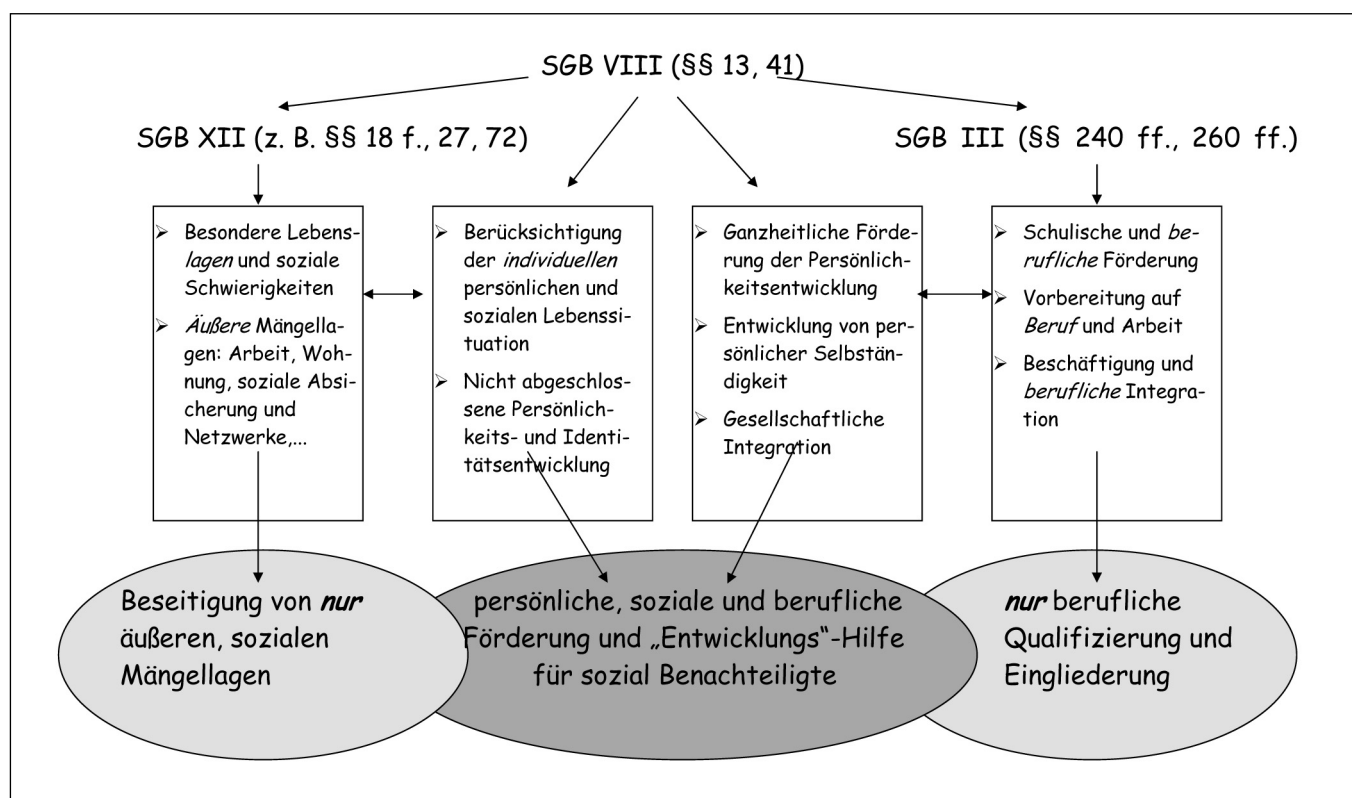 SGB VIII (§§ 13, 41)
SGB XII (z. B. §§ 18 f., 27, 72)
SGB III (§§ 240 ff., 260 ff.)
➢ Besondere Lebens-
lagen und soziale
Schwierigkeiten
➢ Äußere Mängella-
gen: Arbeit, Woh-
nung, soziale Absi-
cherung und
Netzwerke,...
➢ Berücksichtigung
der individuellen
persönlichen und
sozialen Lebenssi-
tuation
➢ Nicht abgeschlos-
sene Persönlich-
keits- und Identi-
tätsentwicklung
➢ Ganzheitliche Förde-
rung der Persönlich-
keitsentwicklung
➢ Entwicklung von per-
sönlicher Selbstän-
digkeit
➢ Gesellschaftliche
Integration
➢ Schulische und be-
rufliche Förderung
➢ Vorbereitung auf
Beruf und Arbeit
➢ Beschäftigung und
berufliche Integra-
tion
Beseitigung von nur
äußeren, sozialen
Mängellagen
persönliche, soziale und berufliche
Förderung und „Entwicklungs“-Hilfe
für sozial Benachteiligte
nur berufliche
Qualifizierung und
Eingliederung